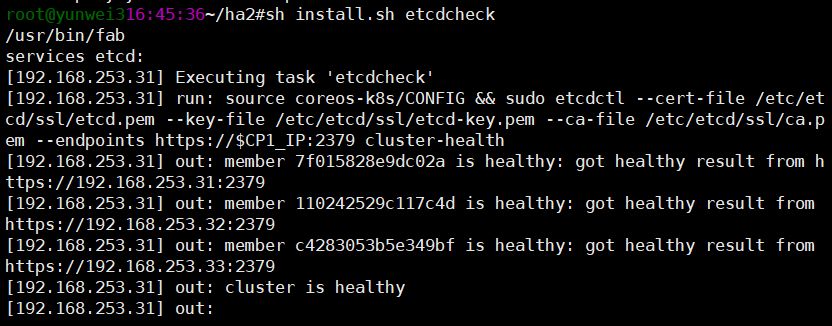 root@yunwei316:45:36~/ha2#sh install.sh etcdcheck
/usr/bin/fab
services etcd:
[192.168.253.31] Executing task 'etcdcheck'
[192.168.253.31] run: source coreos-k8s/CONFIG && sudo etcdctl --cert-file /etc/et
cd/ssl/etcd.pem --key-file /etc/etcd/ssl/etcd-key.pem --ca-file /etc/etcd/ssl/ca.p
em --endpoints https://$CP1_IP:2379 cluster-health
[192.168.253.31] out: member 7f015828e9dc02a is healthy: got healthy result from h
ttps://192.168.253.31:2379
[192.168.253.31] out: member 110242529c117c4d is healthy: got healthy result from
https://192.168.253.32:2379
[192.168.253.31] out: member c4283053b5e349bf is healthy: got healthy result from
https://192.168.253.33:2379
[192.168.253.31] out: cluster is healthy
[192.168.253.31] out: